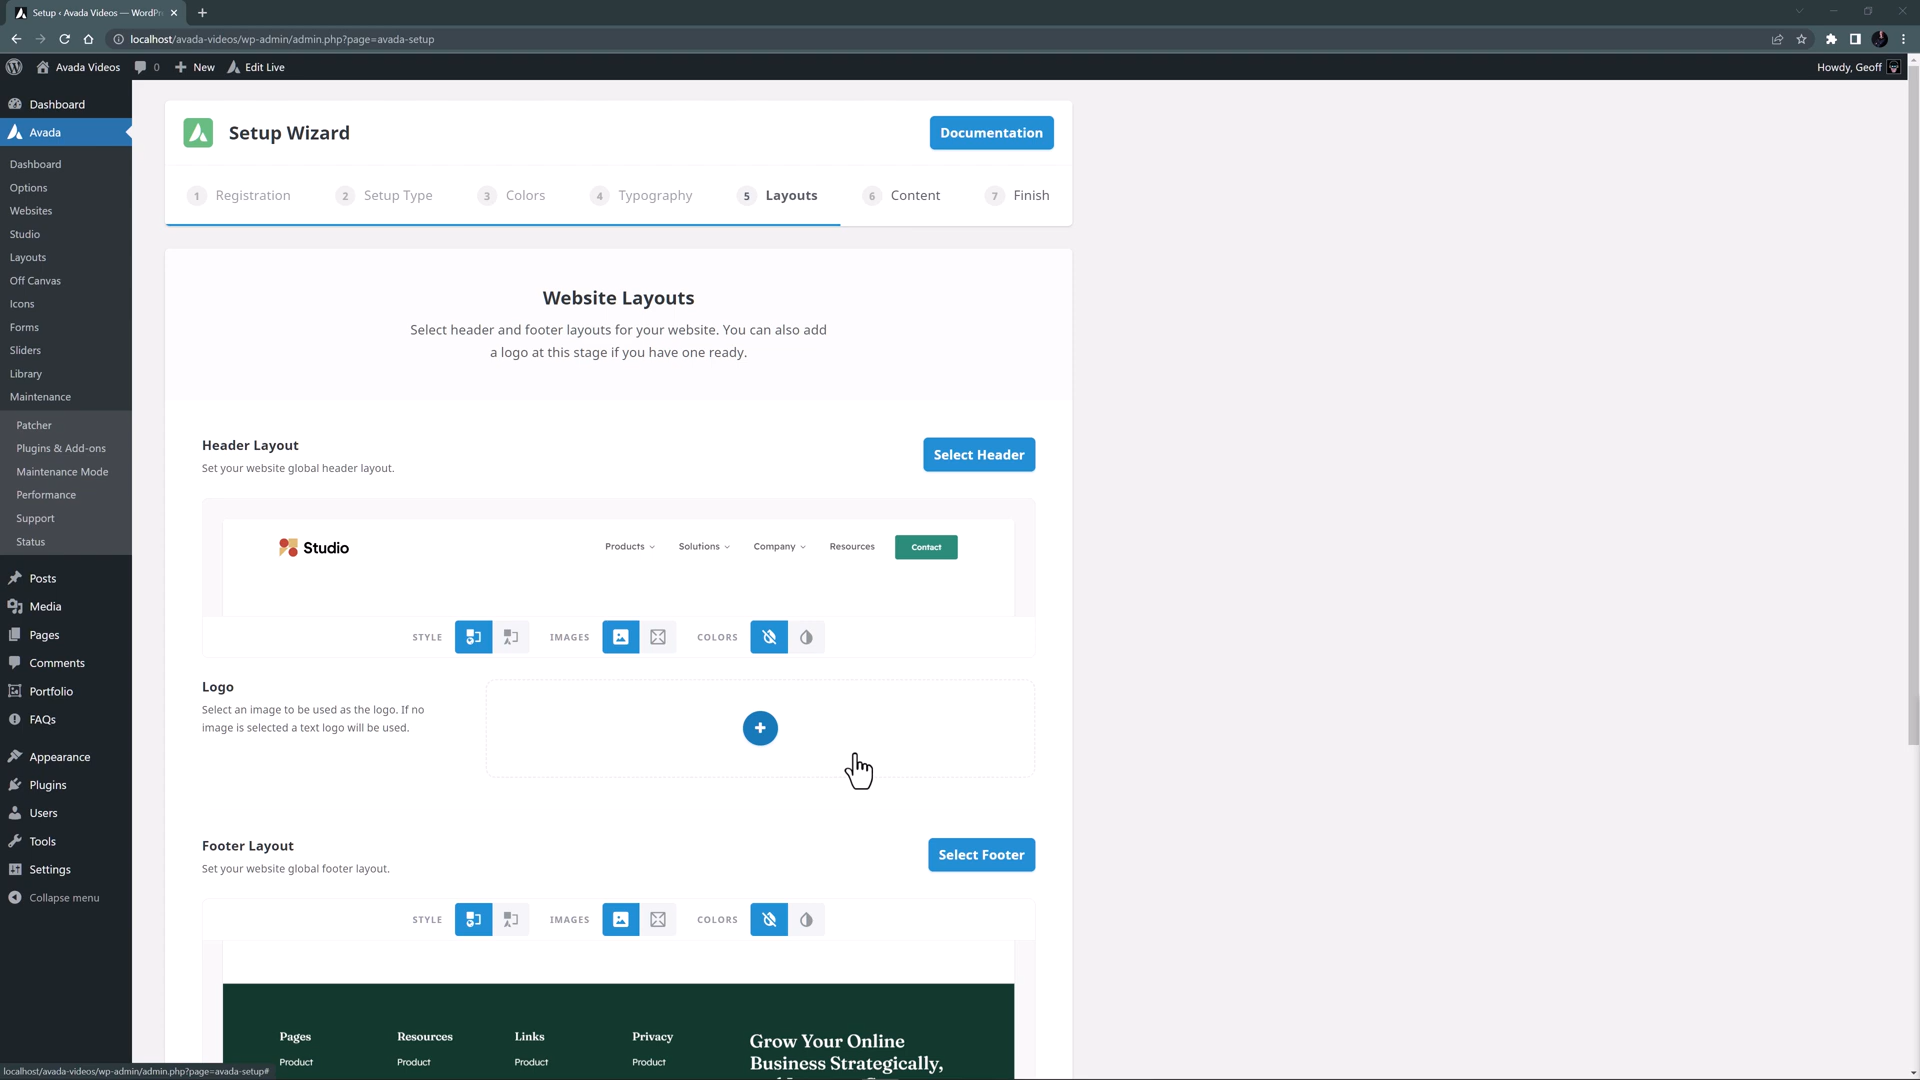 Setup ‹ Avada Videos — WordPr
localhost/avada-videos/wp-admin/admin.php?page=avada-setup
Avada Videos
0
New
Edit Live
Howdy, Geoff
Dashboard
Avada
Dashboard
Options
Websites
Studio
Layouts
Off Canvas
Icons
Forms
Sliders
Library
Maintenance
Patcher
Plugins & Add-ons
Maintenance Mode
Performance
Support
Status
Posts
Media
Pages
Comments
Portfolio
FAQs
Appearance
Plugins
Users
Tools
Settings
Collapse menu
Setup Wizard
Documentation
1 Registration
2 Setup Type
3 Colors
4 Typography
5 Layouts
6 Content
7 Finish
Website Layouts
Select header and footer layouts for your website. You can also add
a logo at this stage if you have one ready.
Header Layout
Set your website global header layout.
Select Header
Studio
Products
Solutions
Company
Resources
Contact
STYLE
IMAGES
COLORS
Logo
Select an image to be used as the logo. If no
image is selected a text logo will be used.
Footer Layout
Set your website global footer layout.
Select Footer
STYLE
IMAGES
COLORS
Pages
Resources
Links
Privacy
Product
Product
Product
Product
Grow Your Online
Business Strategically,
localhost/avada-videos/wp-admin/admin.php?page=avada-setup#